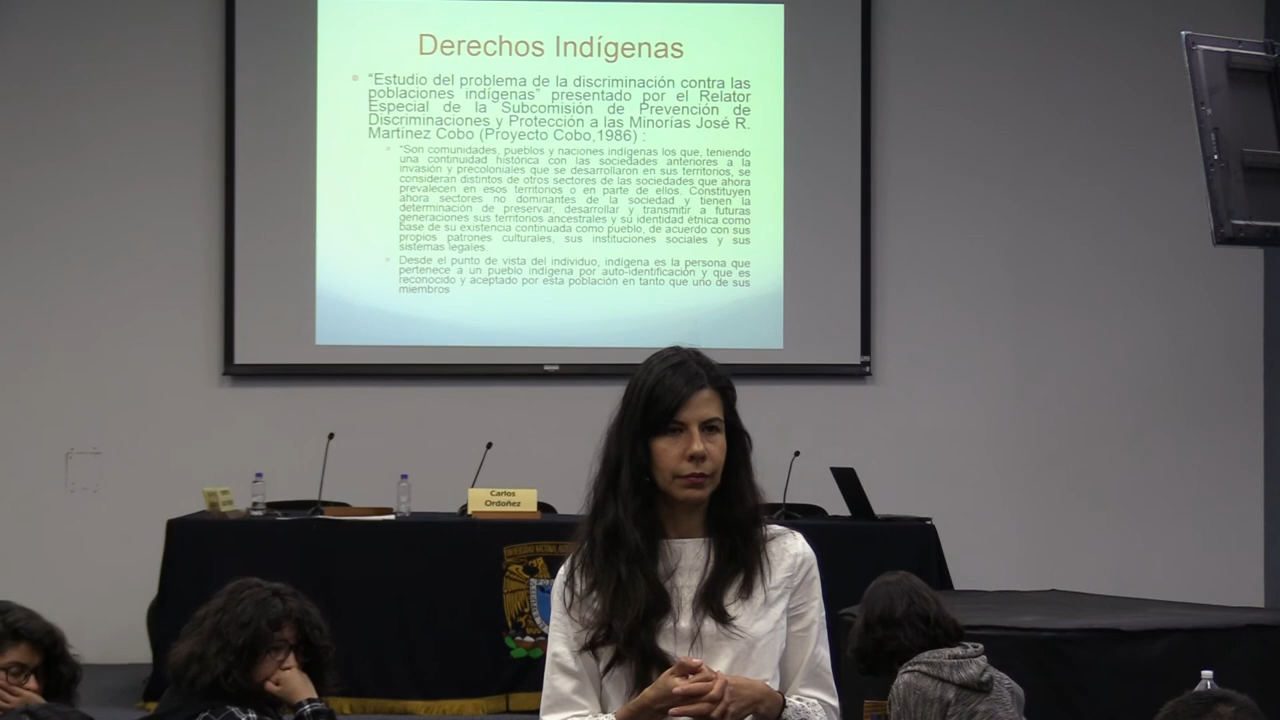 Derechos Indígenas
“Estudio del problema de la discriminación contra las
poblaciones indígenas” presentado por el Relator
Especial de la Subcomisión de Prevención de
Discriminaciones y Protección a las Minorías José R.
Martínez Cobo (Proyecto Cobo,1986) :
“Son comunidades, pueblos y naciones indígenas los que, teniendo
una continuidad histórica con las sociedades anteriores a la
invasión y precoloniales que se desarrollaron en sus territorios, se
consideran distintos de otros sectores de las sociedades que ahora
prevalecen en esos territorios o en parte de ellos. Constituyen
ahora sectores no dominantes de la sociedad y tienen la
determinación de preservar, desarrollar y transmitir a futuras
generaciones sus territorios ancestrales y su identidad étnica como
base de su existencia continuada como pueblo, de acuerdo con sus
propios patrones culturales, sus instituciones sociales y sus
sistemas legales.
Desde el punto de vista del individuo, indígena es la persona que
pertenece a un pueblo indígena por auto-identificación y que es
reconocido y aceptado por esta población en tanto que uno de sus
miembros
Carlos
Ordoñez